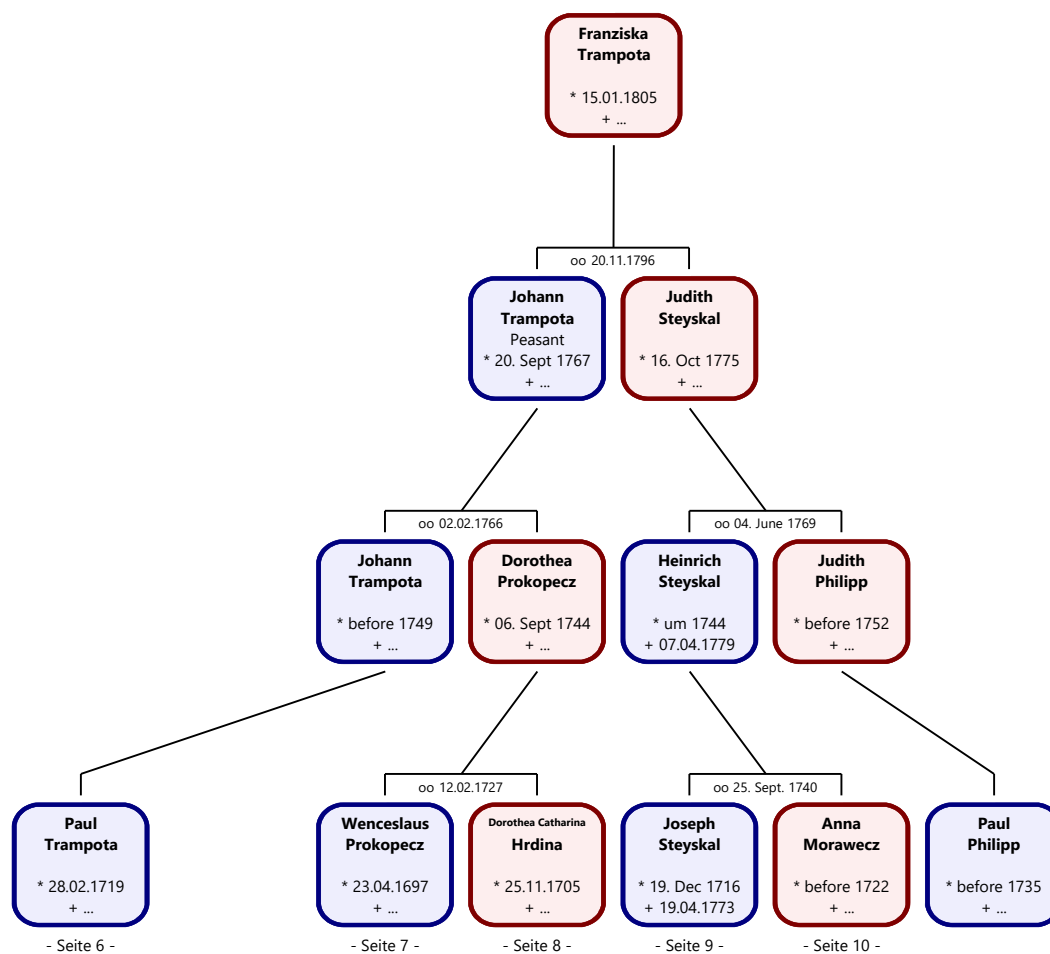 Franziska
Trampota
* 15.01.1805
+ ...
oo 20.11.1796
Johann
Trampota
Peasant
* 20. Sept 1767
+ ...
Judith
Steyskal
* 16. Oct 1775
+ ...
oo 02.02.1766
oo 04. June 1769
Johann
Trampota
* before 1749
+ ...
Dorothea
Prokopecz
* 06. Sept 1744
+ ...
Heinrich
Steyskal
* um 1744
+ 07.04.1779
Judith
Philipp
* before 1752
+ ...
oo 12.02.1727
oo 25. Sept. 1740
Paul
Trampota
* 28.02.1719
+ ...
Wenceslaus
Prokopecz
* 23.04.1697
+ ...
Dorothea Catharina
Hrdina
* 25.11.1705
+ ...
Joseph
Steyskal
* 19. Dec 1716
+ 19.04.1773
Anna
Morawecz
* before 1722
+ ...
Paul
Philipp
* before 1735
+ ...
- Seite 6 -
- Seite 7 -
- Seite 8 -
- Seite 9 -
- Seite 10 -